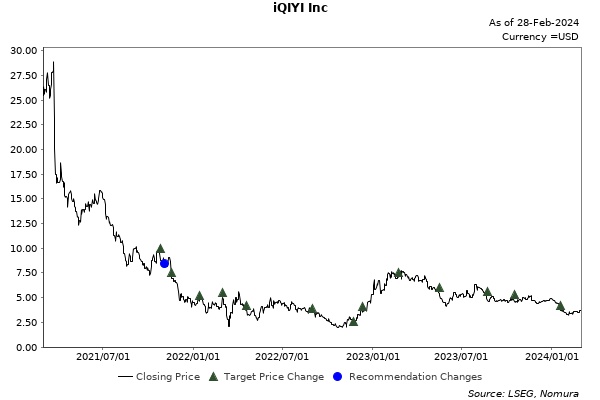 iQIYI Inc
As of 28-Feb-2024
Currency =USD
30.00
27.50
25.00
22.50
20.00
17.50
15.00
12.50
10.00
7.50
5.00
2.50
0.00
2021/07/01 2022/01/01 2022/07/01 2023/01/01 2023/07/01 2024/01/01
Closing Price Target Price Change Recommendation Changes
Source: LSEG, Nomura